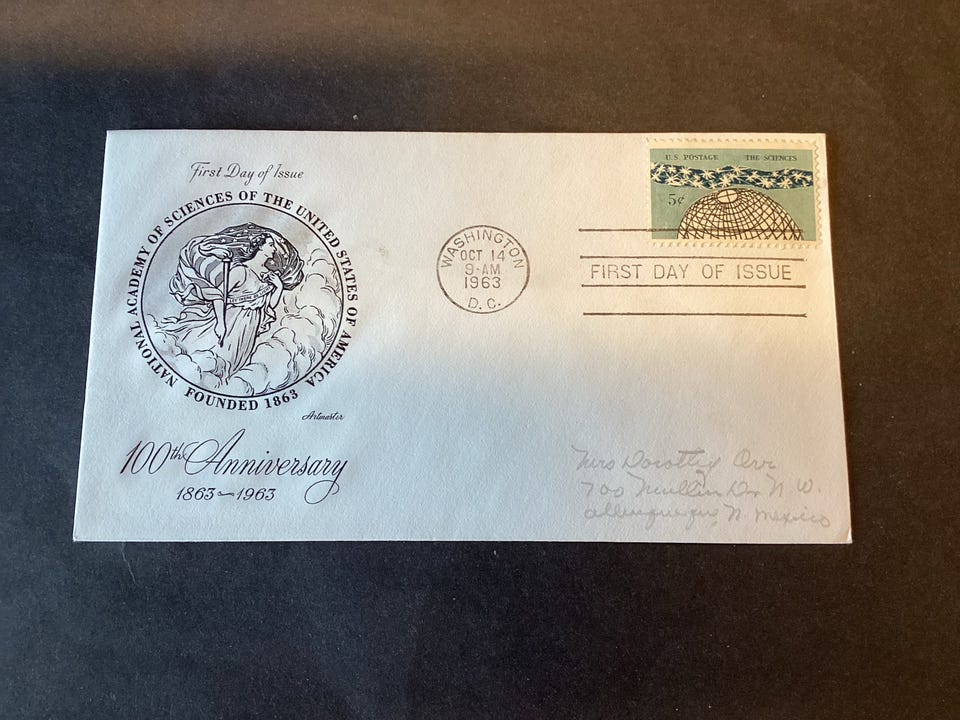 First Day of Issue
NATIONAL ACADEMY OF SCIENCES OF THE UNITED STATES OF AMERICA
FOUNDED 1863
Artmaster
100th Anniversary
1863~1963
WASHINGTON
OCT 14
9-AM
1963
D.C.
U.S. POSTAGE THE SCIENCES
5¢
FIRST DAY OF ISSUE
Mrs Dorothy Orr
700 Mullen Dr N W.
Albuquerque, N. Mexico